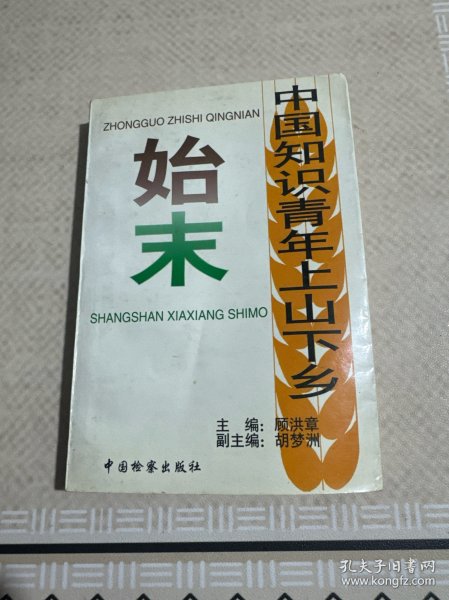 ZHONGGUO ZHISHI QINGNIAN
中国知识青年上山下乡
始末
SHANGSHAN XIAXIANG SHIMO
主 编：顾洪章
副主编：胡梦洲
中国检察出版社
孔夫子旧书网
www.kongfz.com